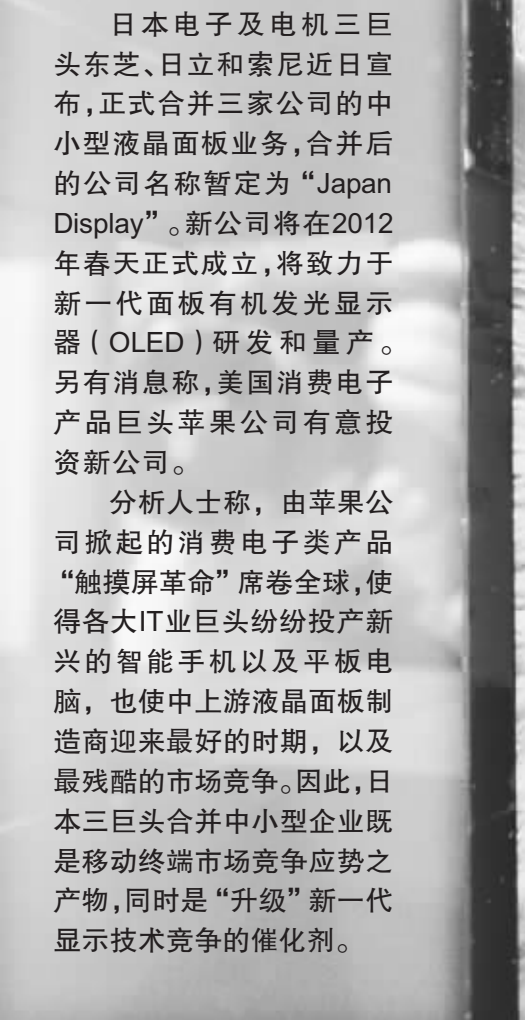 日本电子及电机三巨
头东芝、日立和索尼近日宣
布，正式合并三家公司的中
小型液晶面板业务，合并后
的公司名称暂定为“Japan
Display”。新公司将在2012
年春天正式成立，将致力于
新一代面板有机发光显示
器（OLED）研发和量产。
另有消息称，美国消费电子
产品巨头苹果公司有意投
资新公司。
分析人士称，由苹果公
司掀起的消费电子类产品
“触摸屏革命”席卷全球，使
得各大IT业巨头纷纷投产新
兴的智能手机以及平板电
脑，也使中上游液晶面板制
造商迎来最好的时期，以及
最残酷的市场竞争。因此，日
本三巨头合并中小型企业既
是移动终端市场竞争应势之
产物，同时是“升级”新一代
显示技术竞争的催化剂。